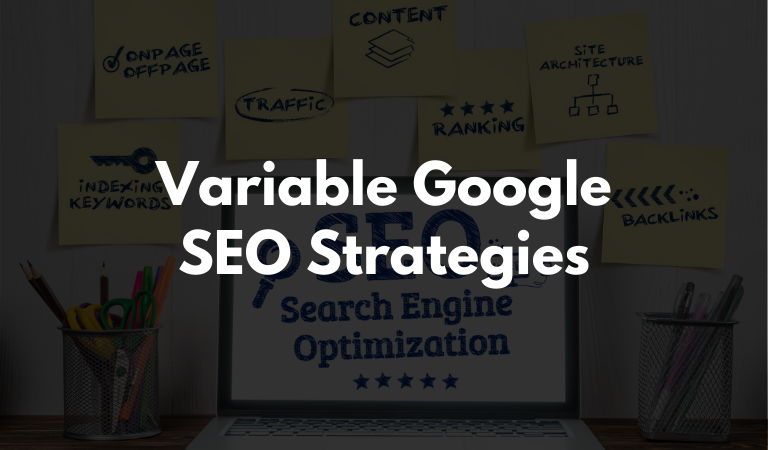 CONTENT
ONPAGE
OFFPAGE
SITE
ARCHITECTURE
TRAFFIC
RANKING
INDEXING
KEYWORDS
BACKLINKS
Variable Google
SEO Strategies
SEO
Search Engine
Optimization